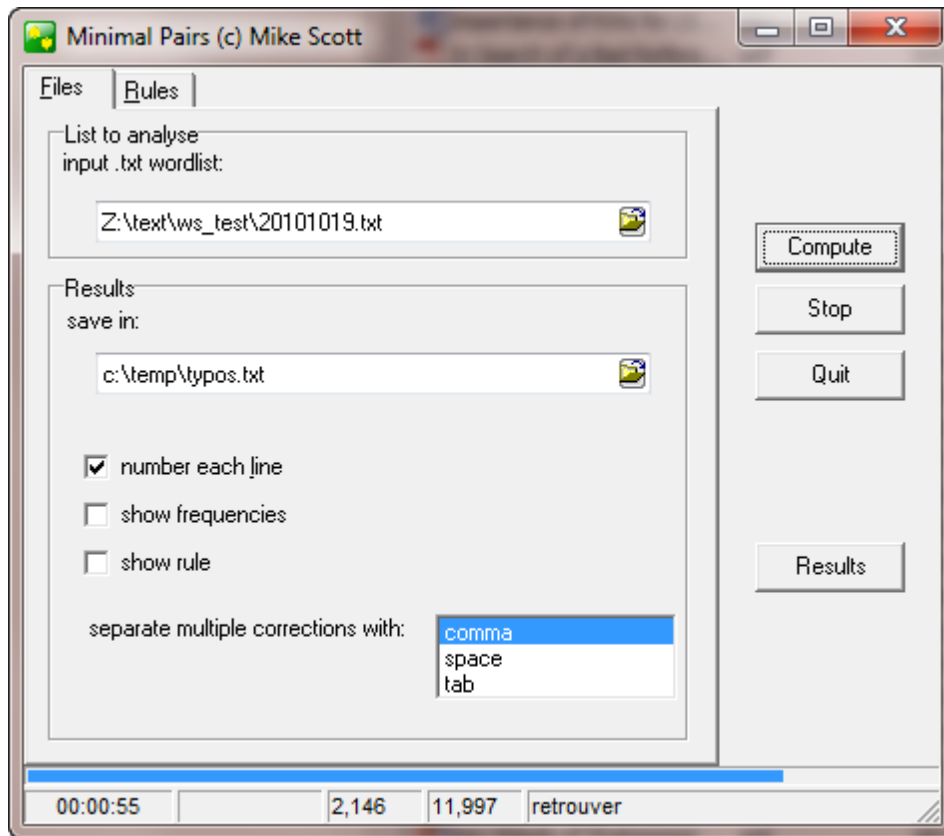 Minimal Pairs (c) Mike Scott
Files Rules
List to analyse
input .txt wordlist:
Z:\text\ws_test\20101019.txt
Compute
Results
Stop
save in:
c:\temp\typos.txt
Quit
number each line
show frequencies
show rule
Results
separate multiple corrections with:
comma
space
tab
00:00:55 2,146 11,997 retrouver